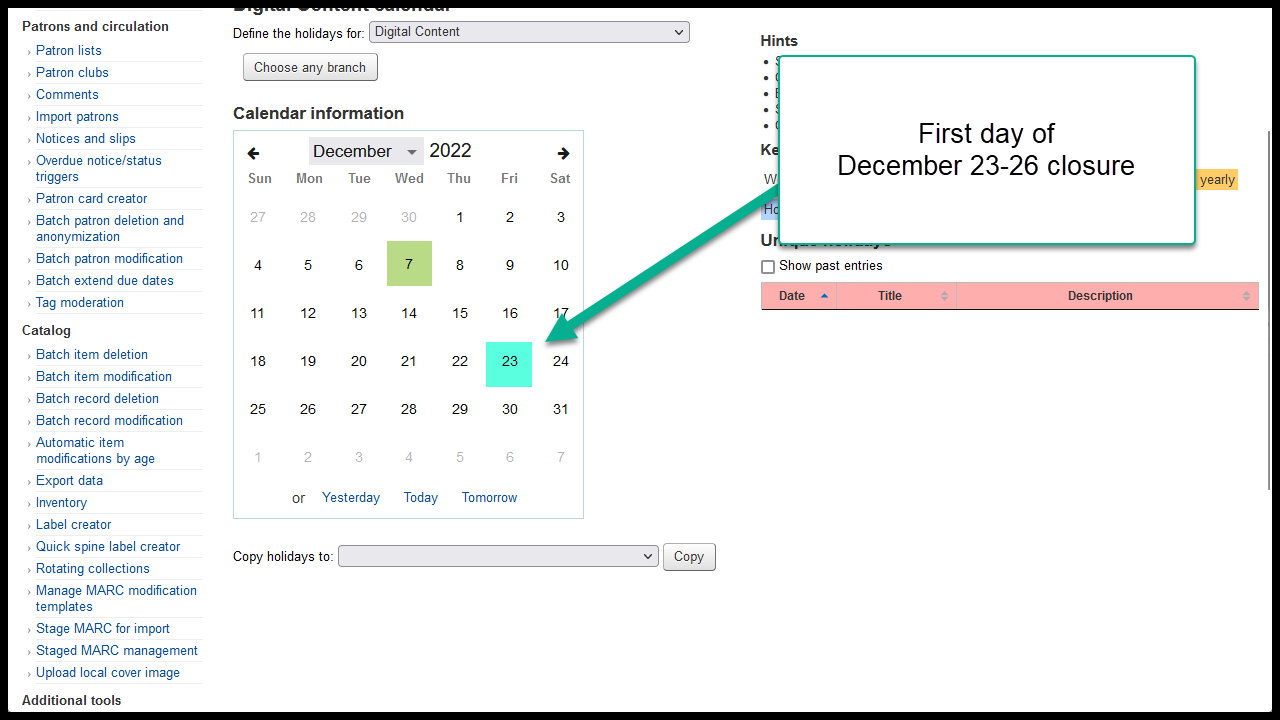 Patrons and circulation
Patron lists
Patron clubs
Comments
Import patrons
Notices and slips
Overdue notice/status
triggers
Patron card creator
Batch patron deletion and
anonymization
Batch patron modification
Batch extend due dates
Tag moderation
Catalog
Batch item deletion
Batch item modification
Batch record deletion
Batch record modification
Automatic item
modifications by age
Export data
Inventory
Label creator
Quick spine label creator
Rotating collections
Manage MARC modification
templates
Stage MARC for import
Staged MARC management
Upload local cover image
Additional tools
Digital Content calendar
Define the holidays for: Digital Content
Choose any branch
Calendar information
December 2022
Sun Mon Tue Wed Thu Fri Sat
27 28 29 30 1 2 3
4 5 6 7 8 9 10
11 12 13 14 15 16 17
18 19 20 21 22 23 24
25 26 27 28 29 30 31
1 2 3 4 5 6 7
or Yesterday Today Tomorrow
Copy holidays to: Copy
Hints
First day of
December 23-26 closure
yearly
Unique holidays
Show past entries
Date Title Description